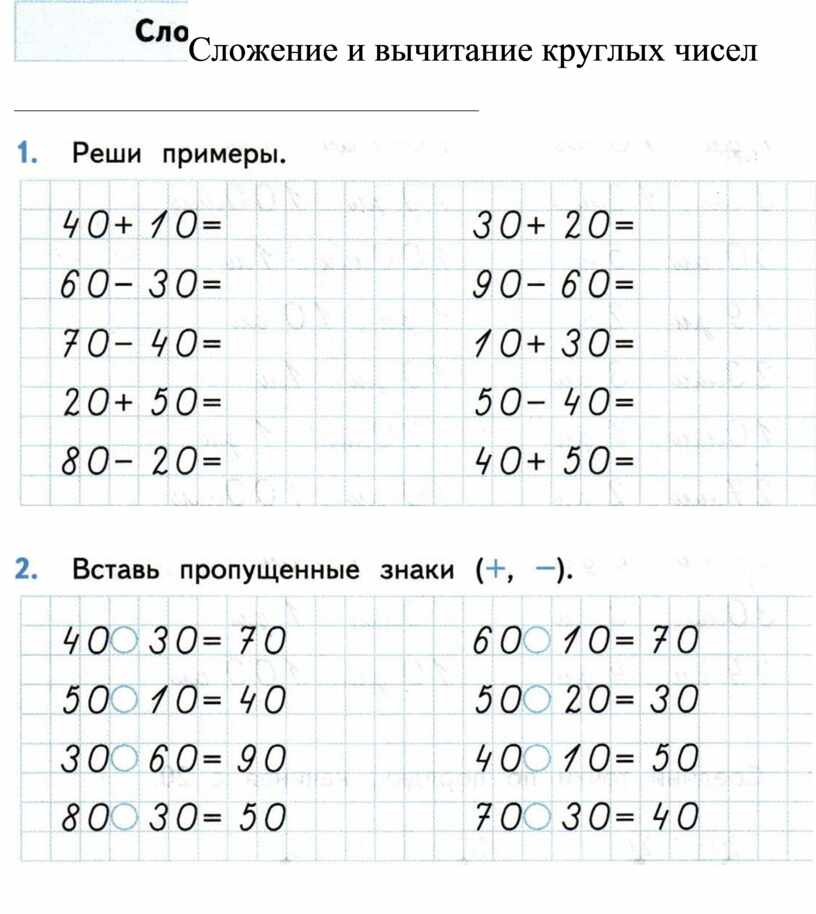 Сло
Сложение и вычитание круглых чисел
1. Реши примеры.
40+ 10= 30+ 20=
60- 30= 90- 60=
70- 40= 10+ 30=
20+ 50= 50- 40=
80- 20= 40+ 50=
2. Вставь пропущенные знаки (+, −).
40○ 30= 70 60○ 10= 70
50○ 10= 40 50○ 20= 30
30○ 60= 90 40○ 10= 50
80○ 30= 50 70○ 30= 40